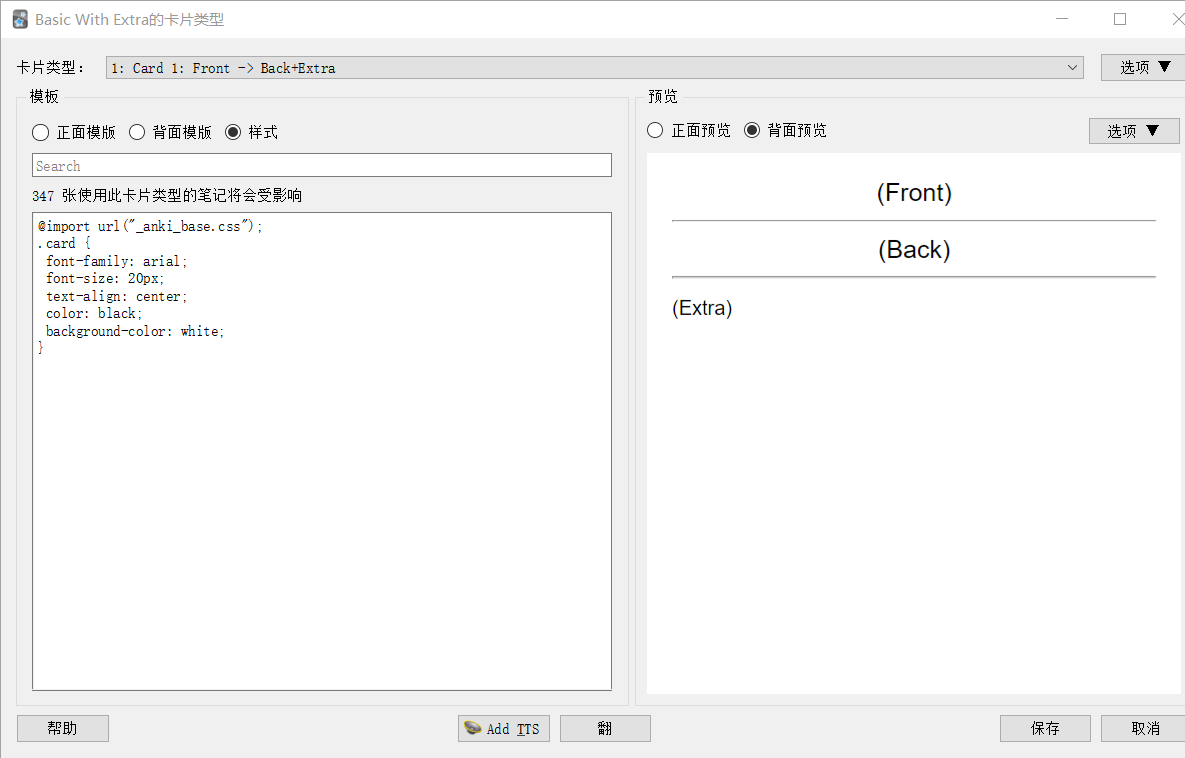 Basic With Extra的卡片类型
卡片类型：
1: Card 1: Front -> Back+Extra
选项 ▼
模板
正面模版
背面模版
样式
Search
347 张使用此卡片类型的笔记将会受影响
@import url("_anki_base.css");
.card {
font-family: arial;
font-size: 20px;
text-align: center;
color: black;
background-color: white;
}
预览
正面预览
背面预览
选项 ▼
(Front)
(Back)
(Extra)
帮助
Add TTS
翻
保存
取消